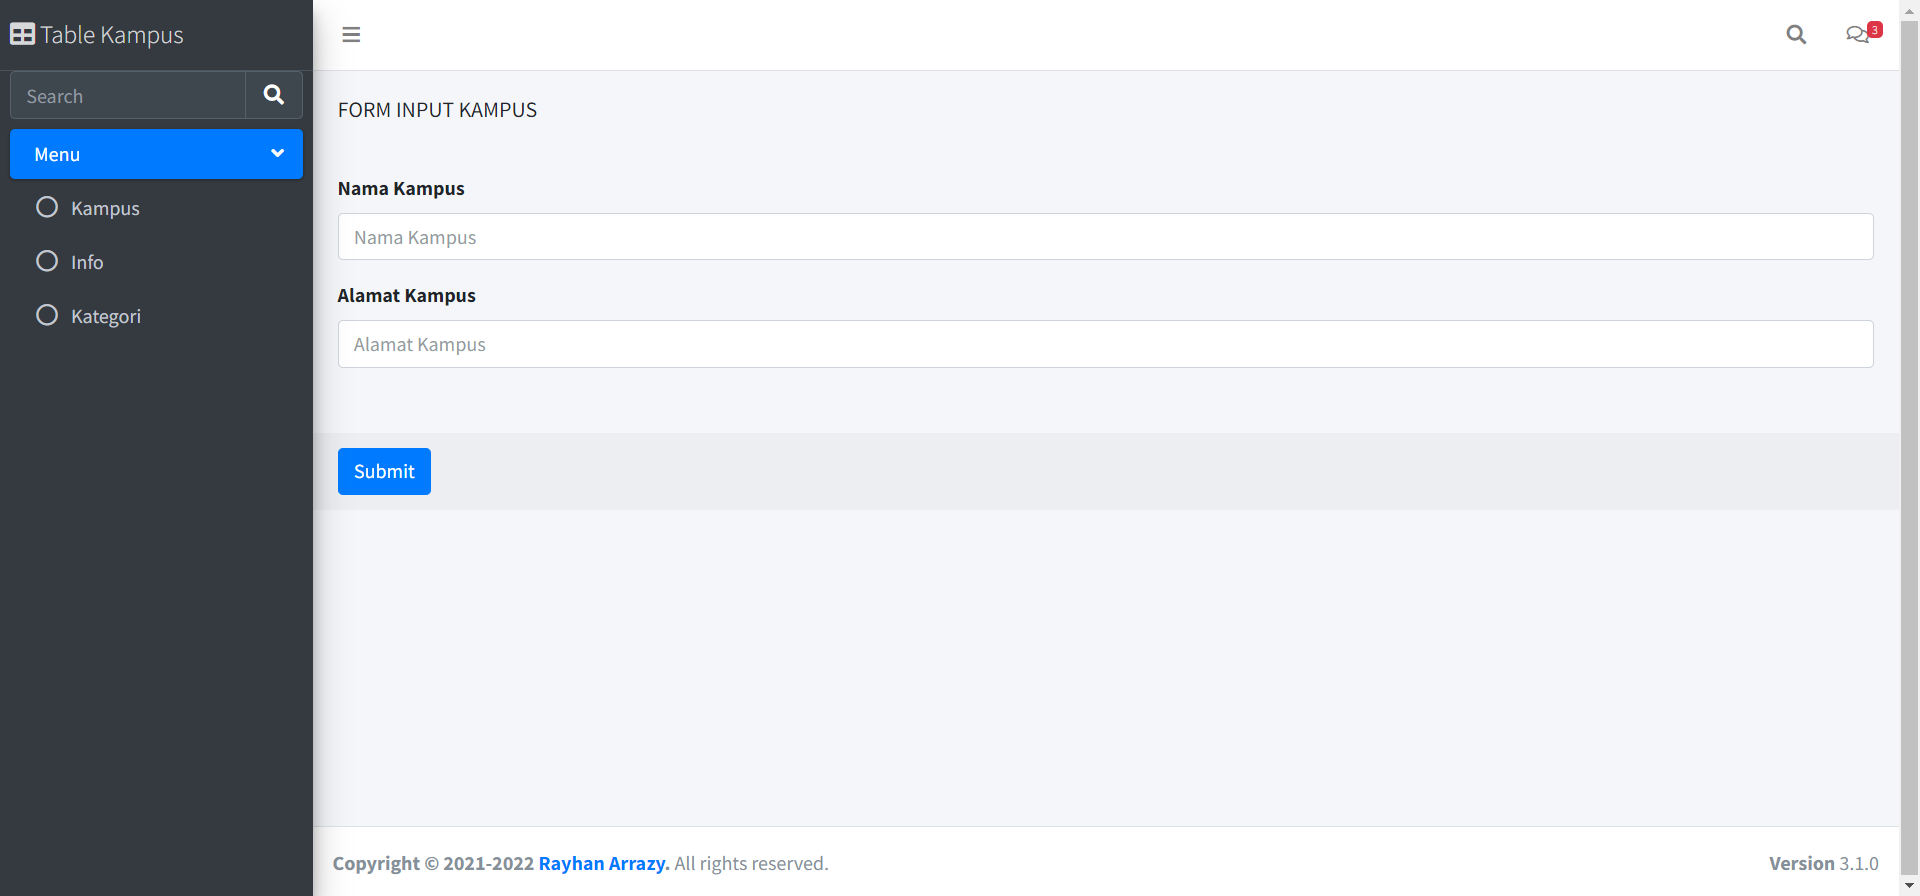 Table Kampus
3
Search
Menu
Kampus
Info
Kategori
FORM INPUT KAMPUS
Nama Kampus
Nama Kampus
Alamat Kampus
Alamat Kampus
Submit
Copyright © 2021-2022 Rayhan Arrazy. All rights reserved.
Version 3.1.0